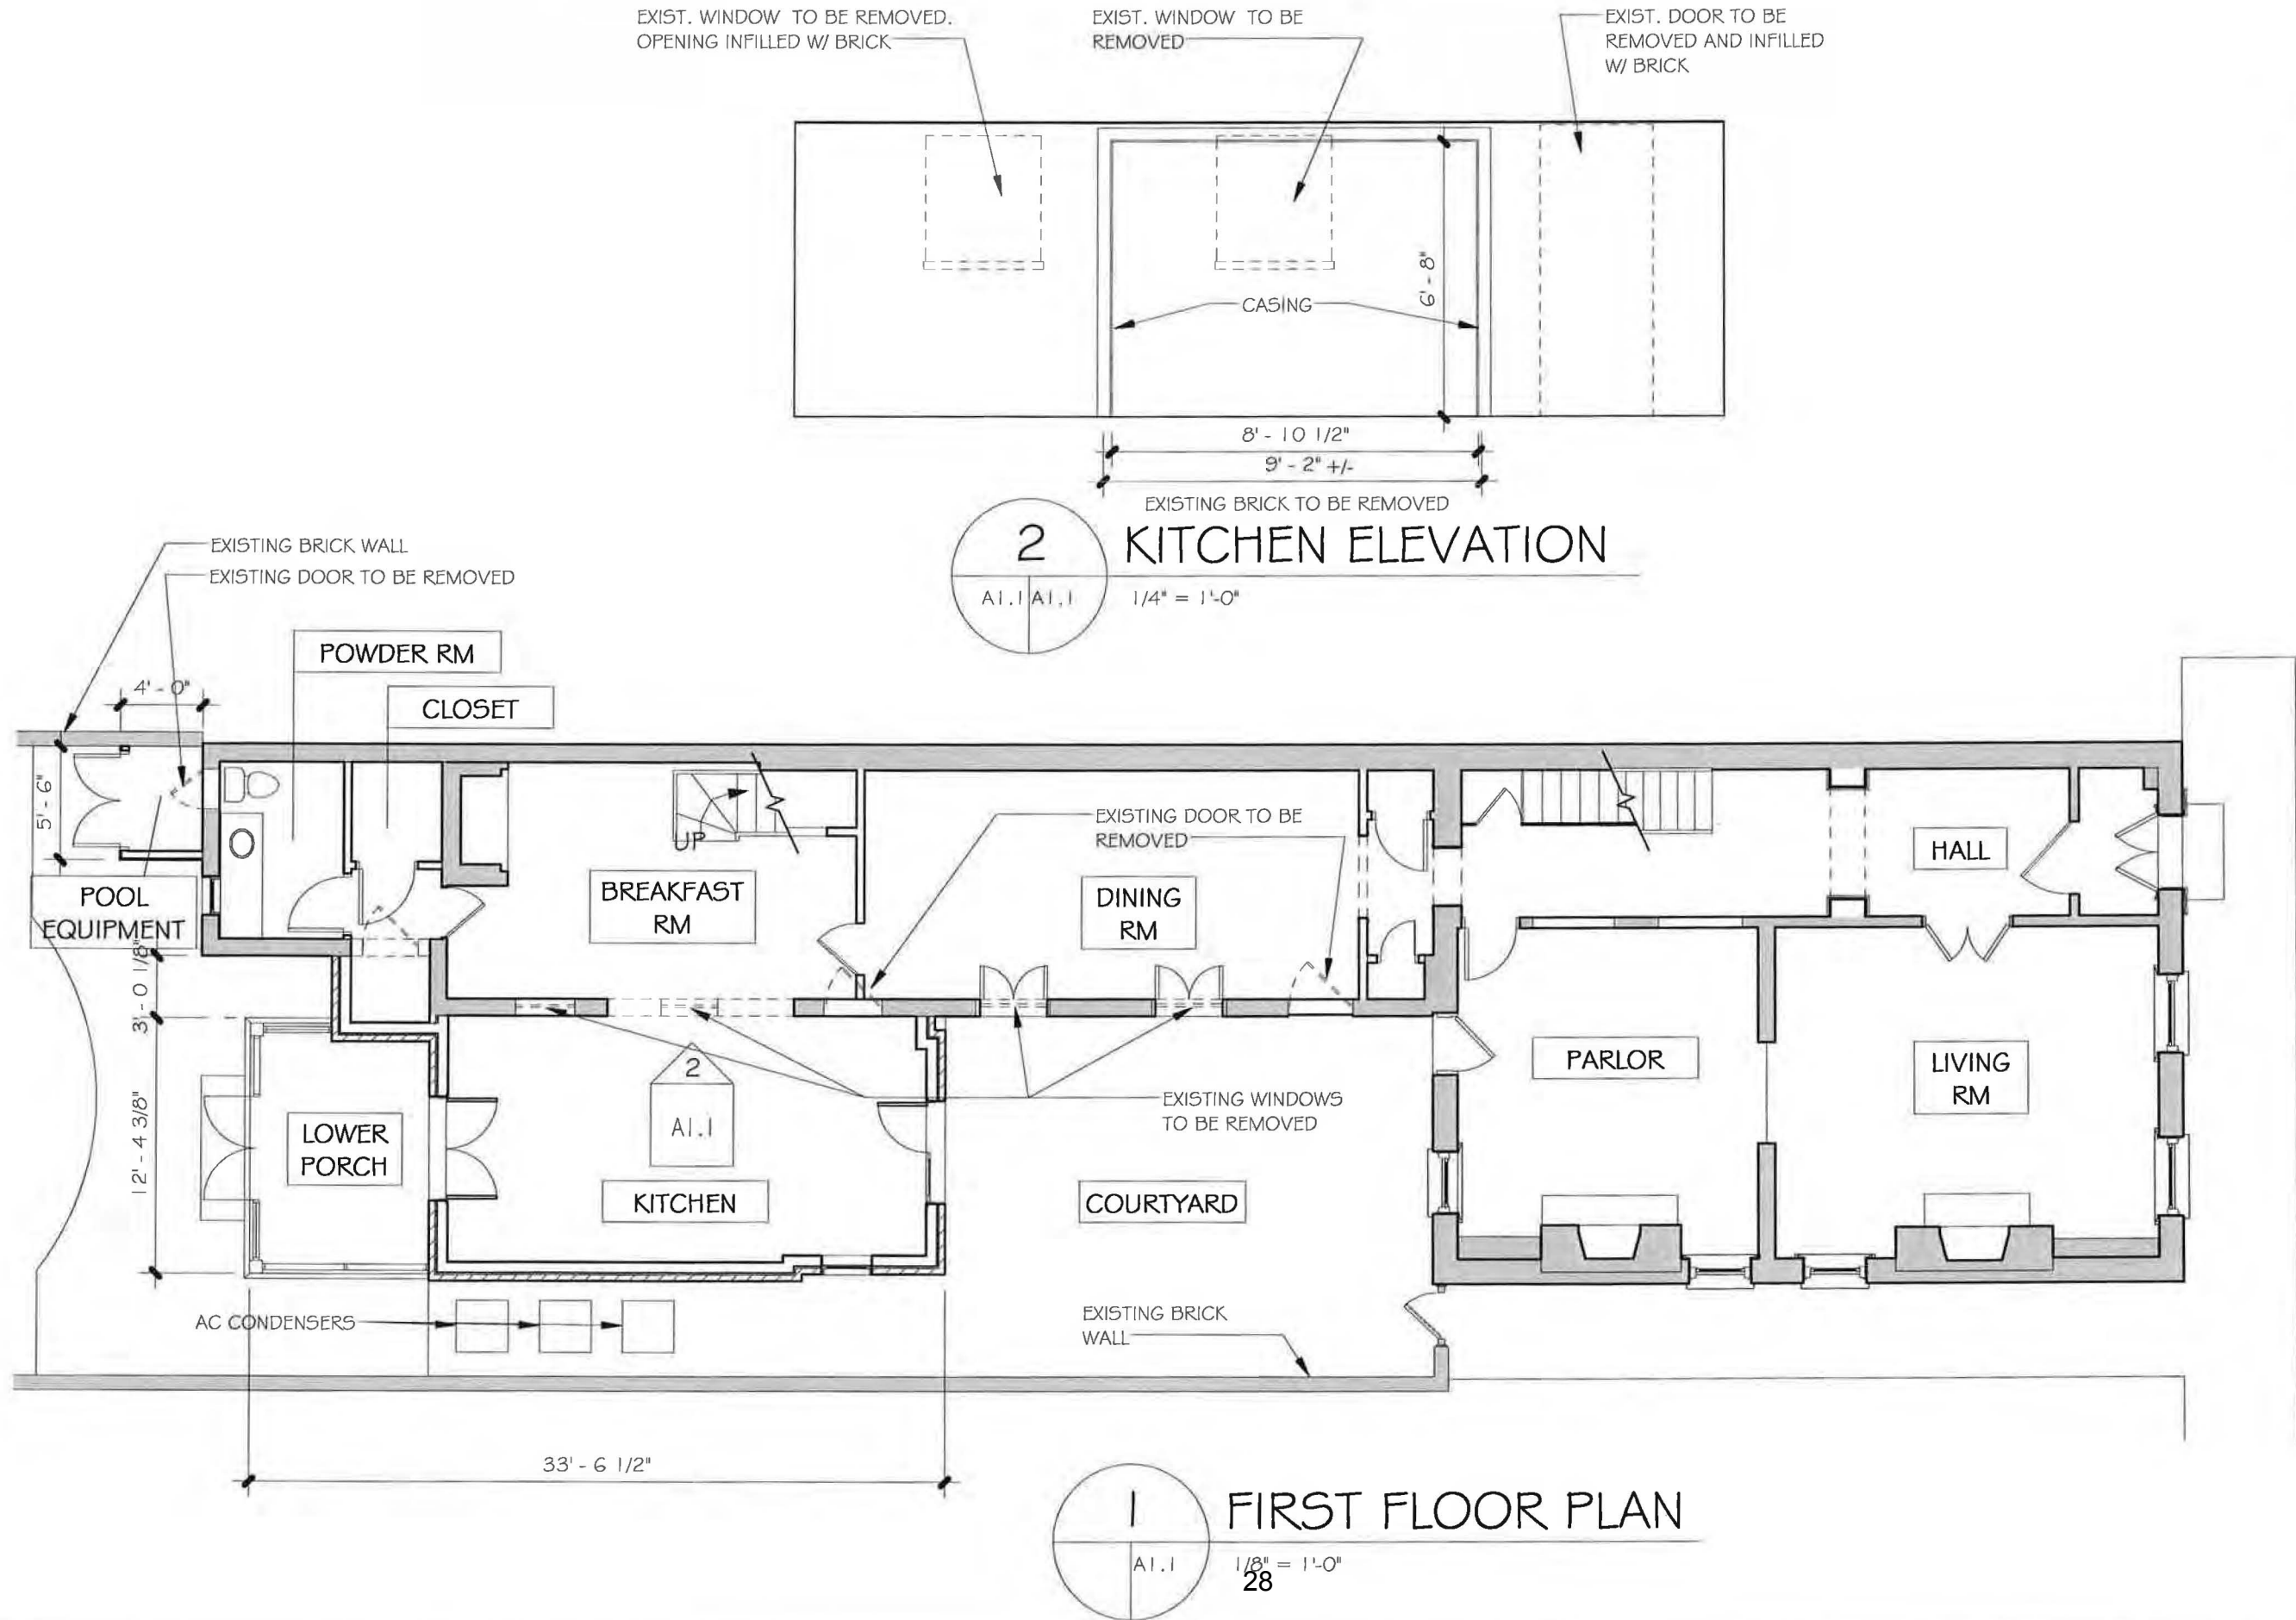 EXIST. WINDOW TO BE REMOVED.
OPENING INFILLED W/ BRICK
EXIST. WINDOW TO BE
REMOVED
EXIST. DOOR TO BE
REMOVED AND INFILLED
W/ BRICK
CASING
6' - 8"
8' - 10 1/2"
9' - 2" +/-
EXISTING BRICK TO BE REMOVED
2
KITCHEN ELEVATION
A1.1
A1.1
1/4" = 1'-0"
EXISTING BRICK WALL
EXISTING DOOR TO BE REMOVED
POWDER RM
4' - 0"
CLOSET
5' - 6"
UP
EXISTING DOOR TO BE
REMOVED
HALL
POOL
EQUIPMENT
BREAKFAST
RM
DINING
RM
3' - 0 1/8"
2
A1.1
PARLOR
LIVING
RM
EXISTING WINDOWS
TO BE REMOVED
LOWER
PORCH
12' - 4 3/8"
KITCHEN
COURTYARD
AC CONDENSERS
EXISTING BRICK
WALL
33' - 6 1/2"
1
FIRST FLOOR PLAN
A1.1
1/8" = 1'-0"
28